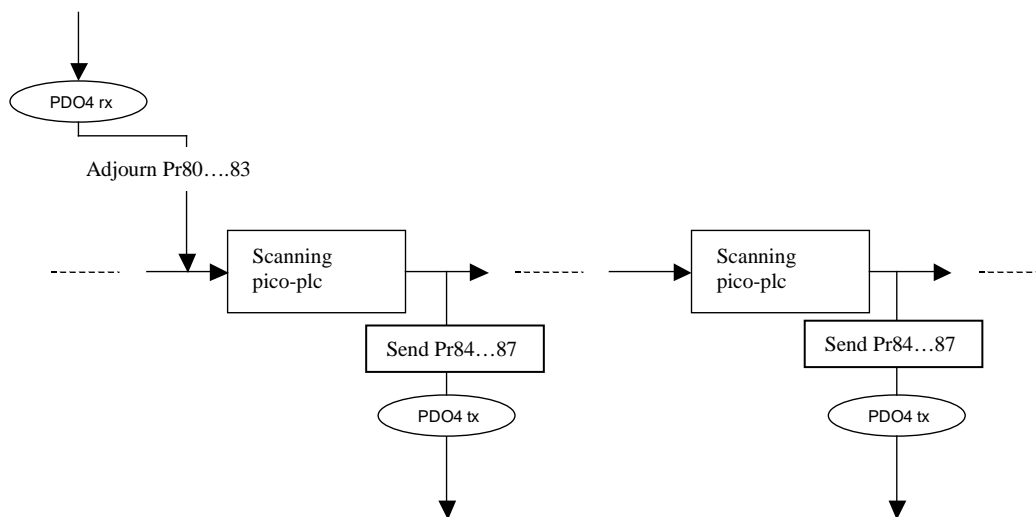 PDO4 rx
Adjourn Pr80….83
Scanning
pico-plc
Scanning
pico-plc
Send Pr84…87
Send Pr84…87
PDO4 tx
PDO4 tx